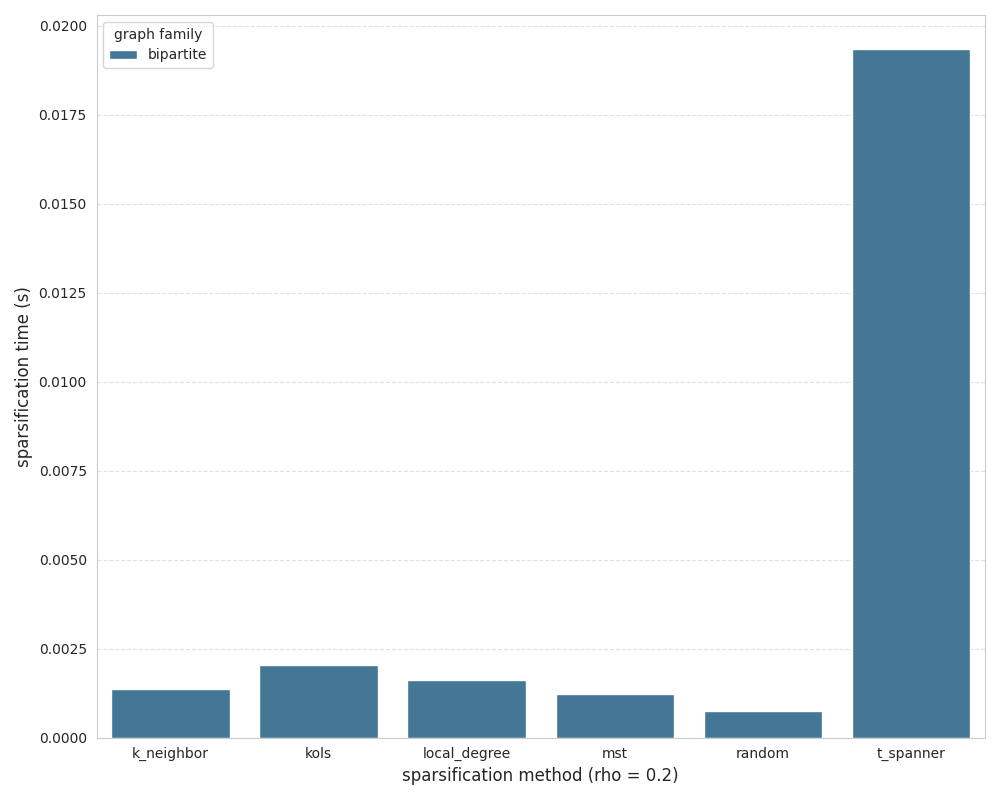 graph family
bipartite
sparsification time (s)
0.0200
0.0175
0.0150
0.0125
0.0100
0.0075
0.0050
0.0025
0.0000
k_neighbor
kols
local_degree
mst
random
t_spanner
sparsification method (rho = 0.2)